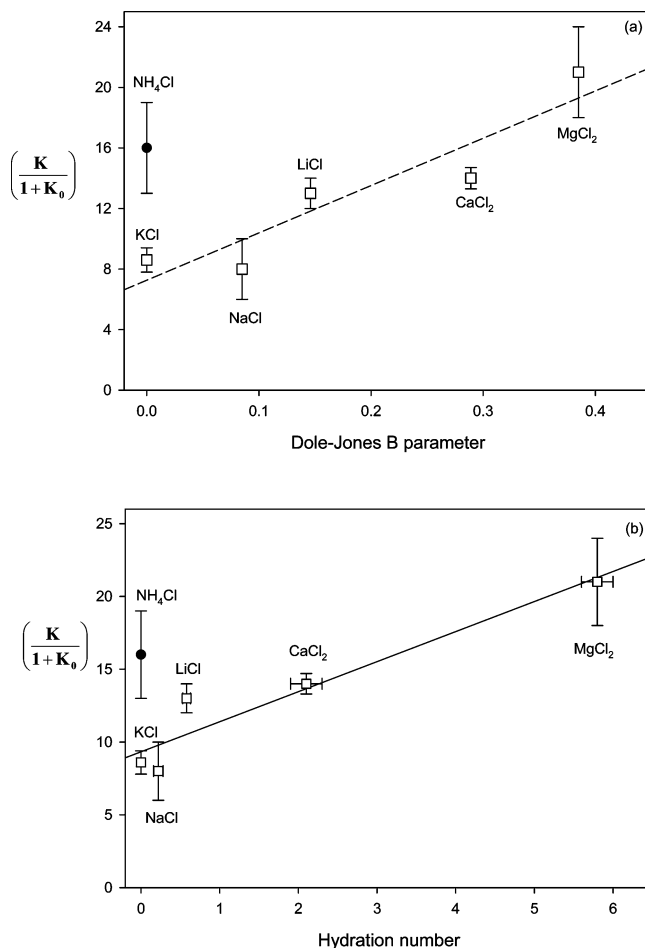 (a)
24
20
16
12
8
4
0
NH₄Cl
KCl
NaCl
LiCl
CaCl₂
MgCl₂
(K / 1 + K₀)
0.0 0.1 0.2 0.3 0.4
Dole-Jones B parameter
(b)
25
20
15
10
5
0
NH₄Cl
LiCl
KCl
NaCl
CaCl₂
MgCl₂
(K / 1 + K₀)
0 1 2 3 4 5 6
Hydration number